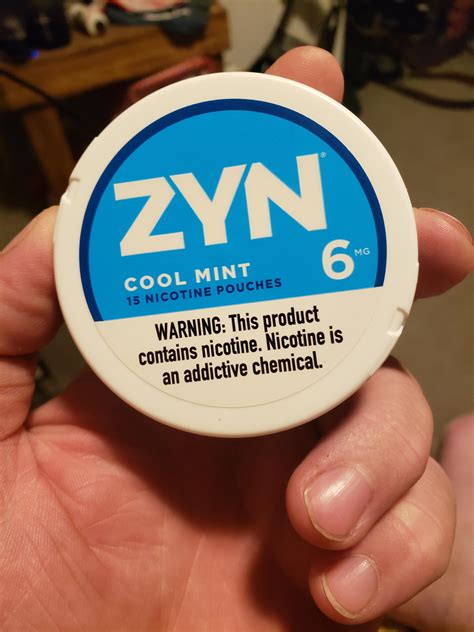 ZYN®
COOL MINT
15 NICOTINE POUCHES
6 MG
WARNING: This product
contains nicotine. Nicotine is
an addictive chemical.